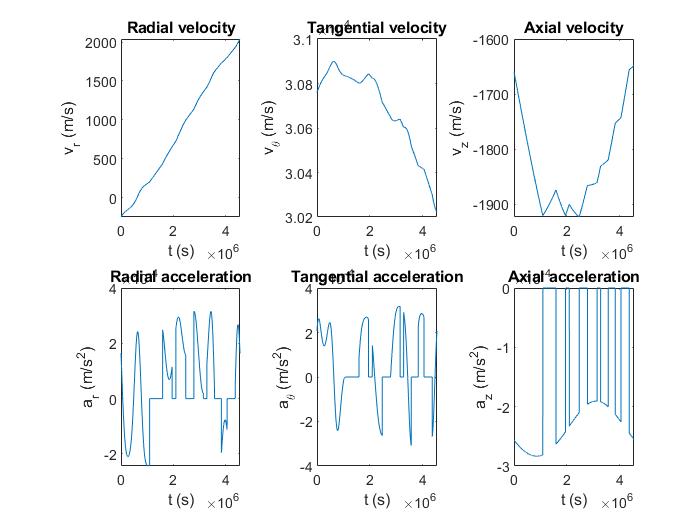 Radial velocity
2000
1500
1000
500
0
v_r (m/s)
0 2 4
t (s) ×10^6
Tangential velocity
3.1
3.08
3.06
3.04
3.02
v_θ (m/s)
0 2 4
t (s) ×10^6
Axial velocity
-1600
-1700
-1800
-1900
v_z (m/s)
0 2 4
t (s) ×10^6
Radial acceleration
4
2
0
-2
a_r (m/s^2)
0 2 4
t (s) ×10^6
Tangential acceleration
4
2
0
-2
-4
a_θ (m/s^2)
0 2 4
t (s) ×10^6
Axial acceleration
0
-1
-2
-3
a_z (m/s^2)
0 2 4
t (s) ×10^6